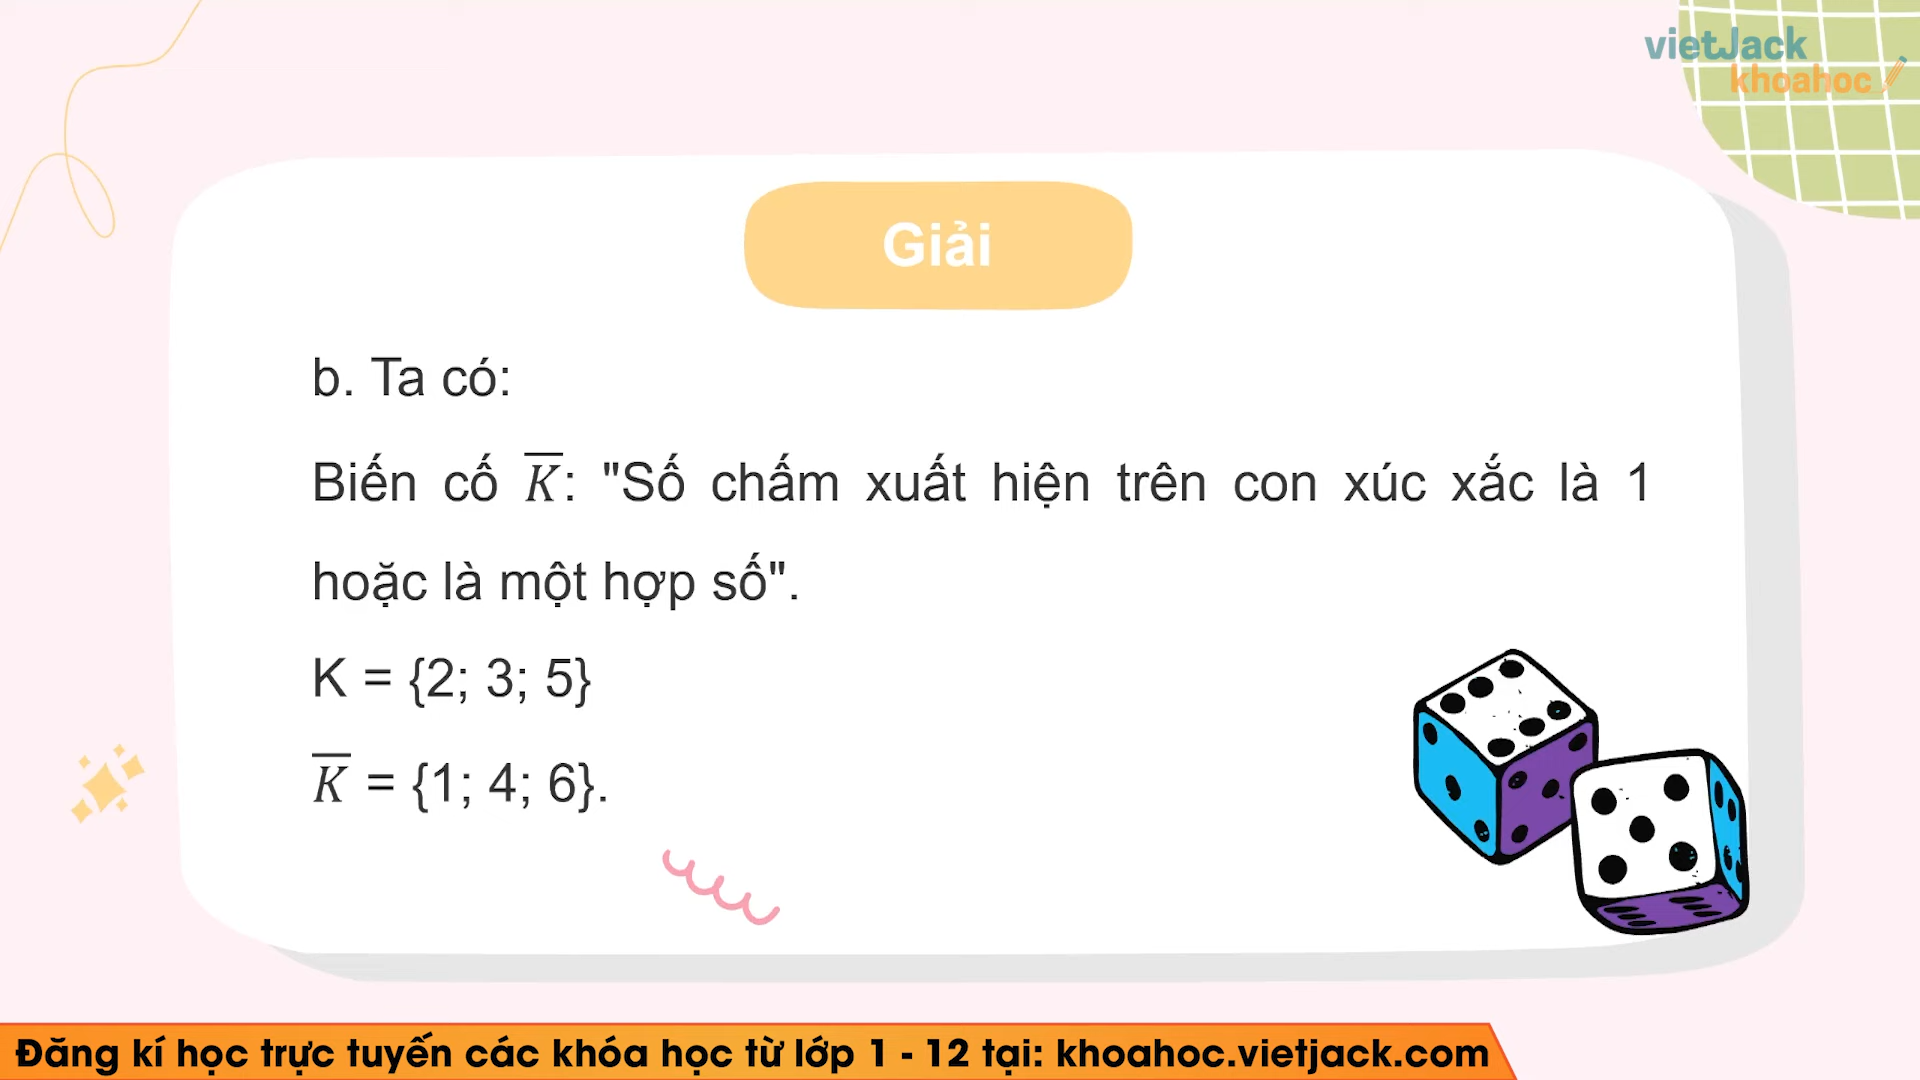 vietJack
khoahoc
Giải
b. Ta có:
Biến cố K̅: "Số chấm xuất hiện trên con xúc xắc là 1
hoặc là một hợp số".
K = {2; 3; 5}
K̅ = {1; 4; 6}.
Đăng kí học trực tuyến các khóa học từ lớp 1 - 12 tại: khoahoc.vietjack.com